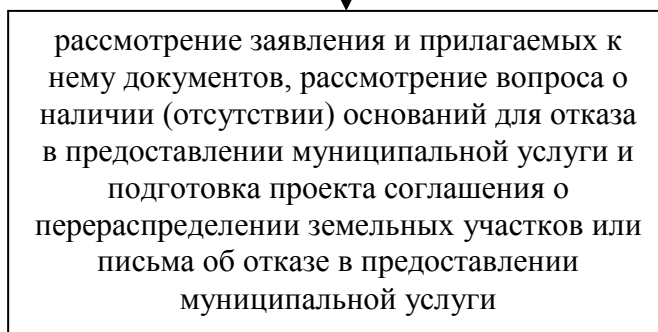 рассмотрение заявления и прилагаемых к
нему документов, рассмотрение вопроса о
наличии (отсутствии) оснований для отказа
в предоставлении муниципальной услуги и
подготовка проекта соглашения о
перераспределении земельных участков или
письма об отказе в предоставлении
муниципальной услуги